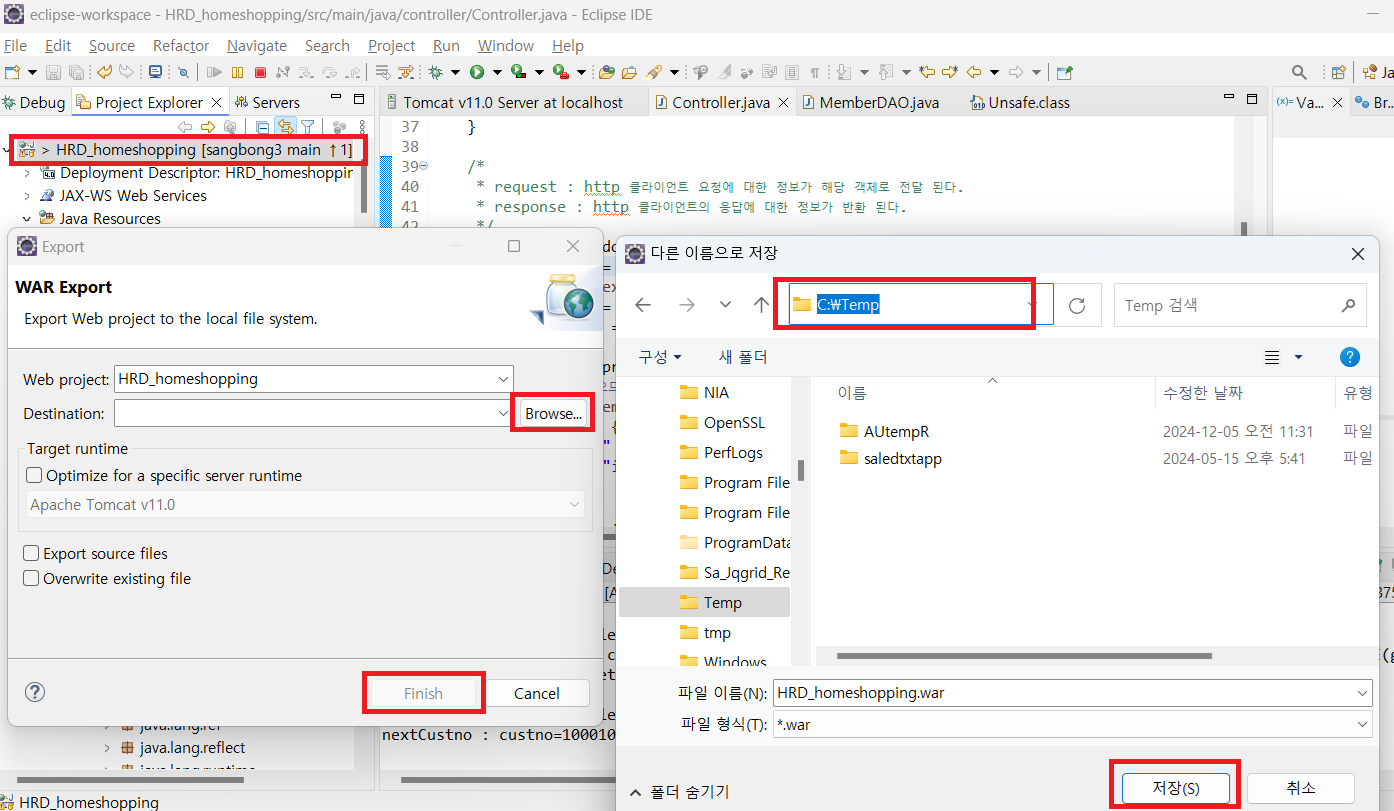 eclipse-workspace - HRD_homeshopping/src/main/java/controller/Controller.java - Eclipse IDE
File Edit Source Refactor Navigate Search Project Run Window Help
Debug Project Explorer Servers
Tomcat v11.0 Server at localhost Controller.java MemberDAO.java Unsafe.class
(x)= Va... Br...
> HRD_homeshopping [sangbong3 main ↑1]
Deployment Descriptor: HRD_homeshoppin
JAX-WS Web Services
Java Resources
37 }
38
39 /*
40 * request : http 클라이언트 요청에 대한 정보가 해당 객체로 전달 된다.
41 * response : http 클라이언트의 응답에 대한 정보가 반환 된다.
42 */
Export
WAR Export
Export Web project to the local file system.
Web project: HRD_homeshopping
Destination: Browse...
Target runtime
Optimize for a specific server runtime
Apache Tomcat v11.0
Export source files
Overwrite existing file
Finish Cancel
다른 이름으로 저장
C:₩Temp
Temp 검색
구성 새 폴더
NIA
OpenSSL
PerfLogs
Program File
Program File
ProgramData
Sa_Jqgrid_Re
Temp
tmp
Windows
이름 수정한 날짜 유형
AUtempR 2024-12-05 오전 11:31 파일
saledtxtapp 2024-05-15 오후 5:41 파일
파일 이름(N): HRD_homeshopping.war
파일 형식(T): *.war
폴더 숨기기 저장(S) 취소
java.lang.ref
java.lang.reflect
java.lang.runtime
nextCustno : custno=100010
HRD_homeshopping